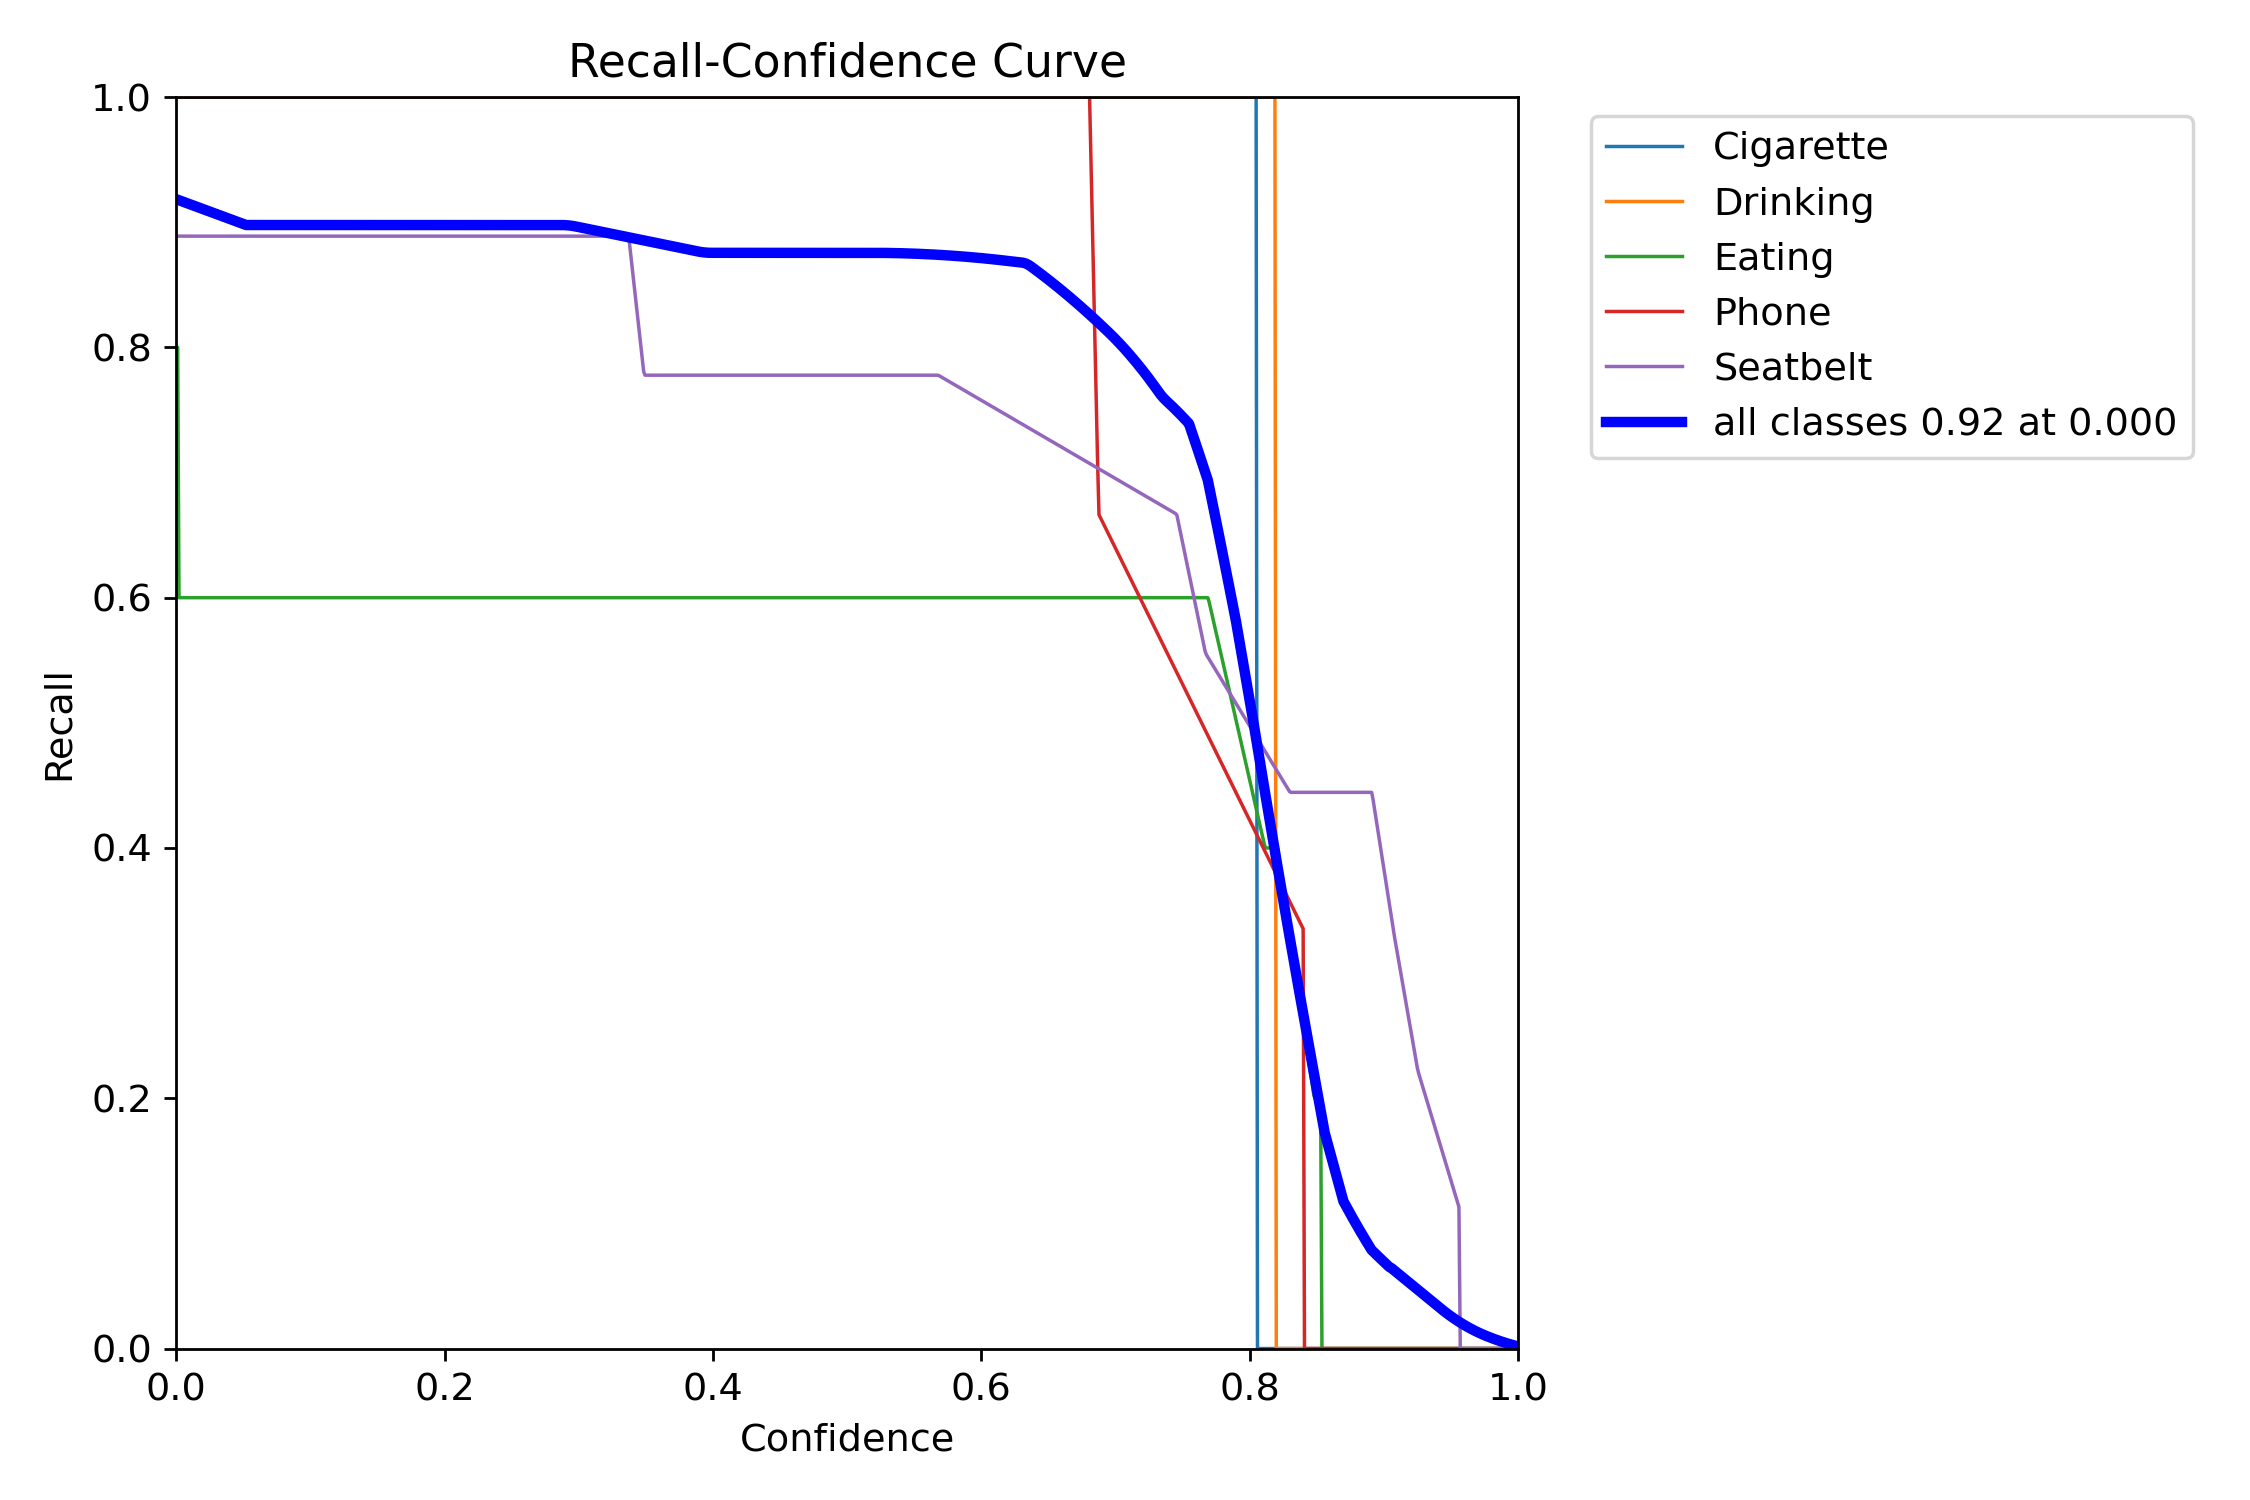 Recall-Confidence Curve
1.0
0.8
0.6
0.4
0.2
0.0
Recall
0.0 0.2 0.4 0.6 0.8 1.0
Confidence
Cigarette
Drinking
Eating
Phone
Seatbelt
all classes 0.92 at 0.000